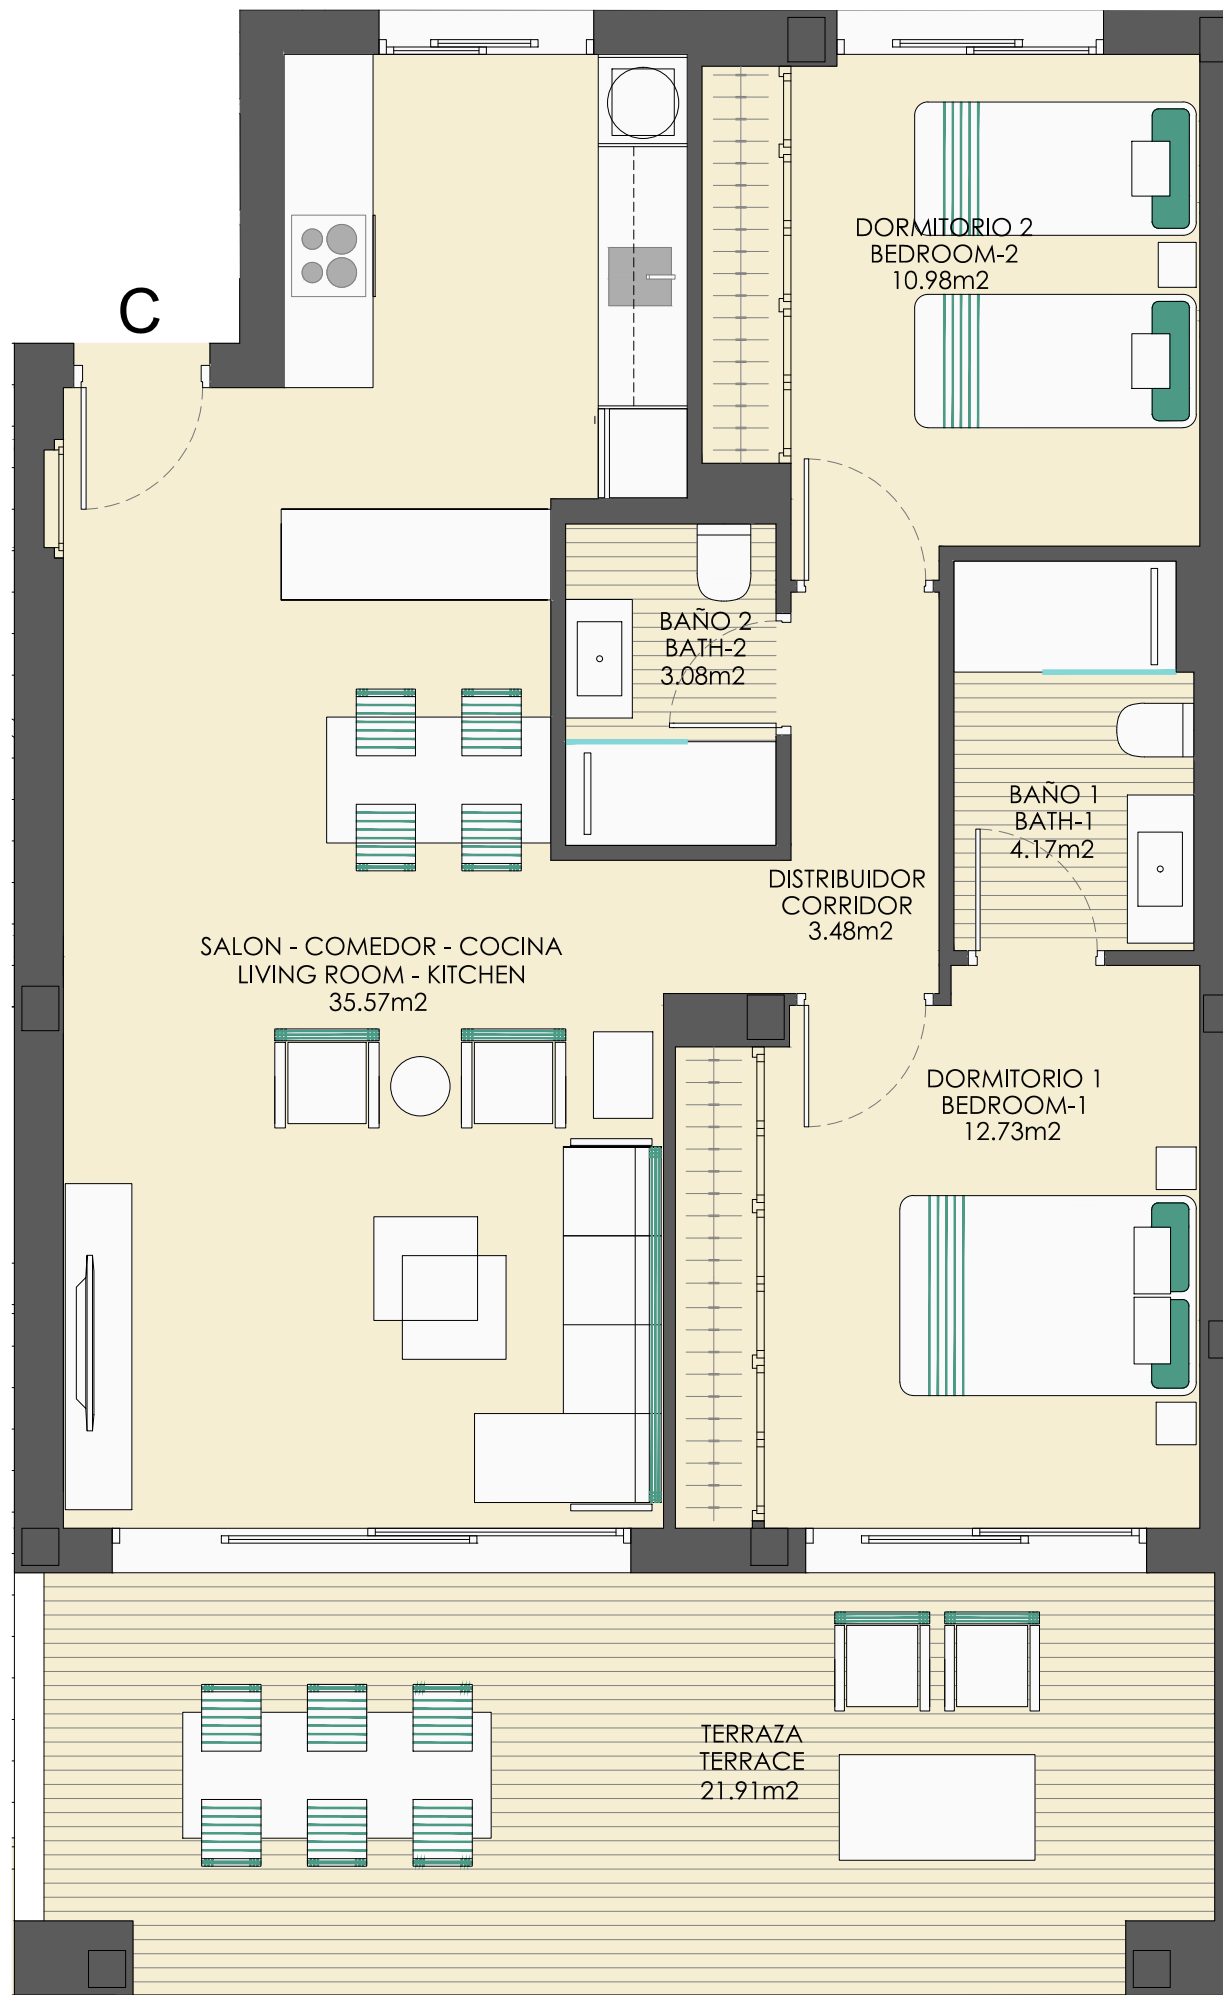 C
DORMITORIO 2
BEDROOM-2
10.98m2
BAÑO 2
BATH-2
3.08m2
BAÑO 1
BATH-1
4.17m2
DISTRIBUIDOR
CORRIDOR
3.48m2
SALON - COMEDOR - COCINA
LIVING ROOM - KITCHEN
35.57m2
DORMITORIO 1
BEDROOM-1
12.73m2
TERRAZA
TERRACE
21.91m2